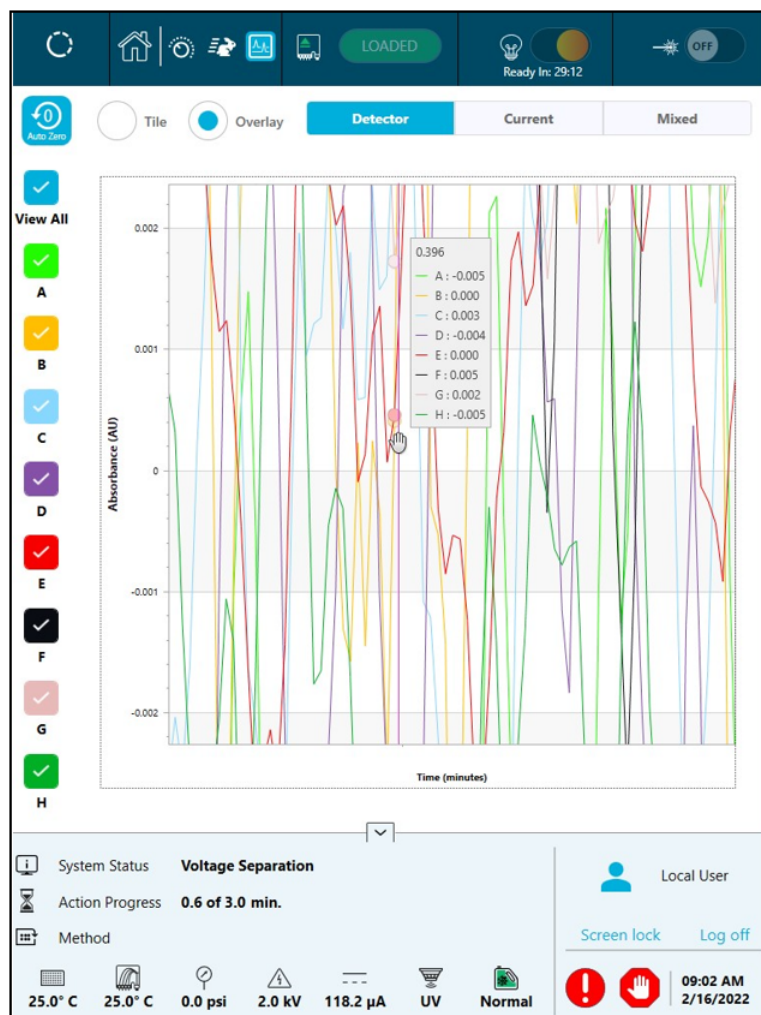 LOADED
Ready In: 29:12
OFF
0
Auto Zero
Tile
Overlay
Detector
Current
Mixed
View All
A
B
C
D
E
F
G
H
Absorbance (AU)
0.002
0.001
0
-0.001
-0.002
0.396
A : -0.005
B : 0.000
C : 0.003
D : -0.004
E : 0.000
F : 0.005
G : 0.002
H : -0.005
Time (minutes)
System Status Voltage Separation
Action Progress 0.6 of 3.0 min.
Method
Local User
Screen lock Log off
25.0° C 25.0° C 0.0 psi 2.0 kV 118.2 µA UV Normal
09:02 AM
2/16/2022